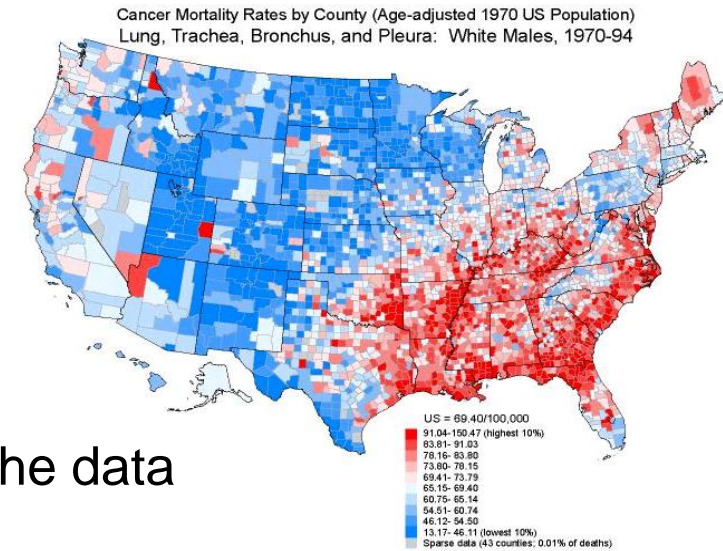 Cancer Mortality Rates by County (Age-adjusted 1970 US Population)
Lung, Trachea, Bronchus, and Pleura: White Males, 1970-94
US = 69.40/100,000
91.04-150.47 (highest 10%)
83.81- 91.03
78.16- 83.80
73.80- 78.15
69.41- 73.79
65.15- 69.40
60.75- 65.14
54.51- 60.74
46.12- 54.50
13.17- 46.11 (lowest 10%)
Sparse data (43 counties; 0.01% of deaths)
he data